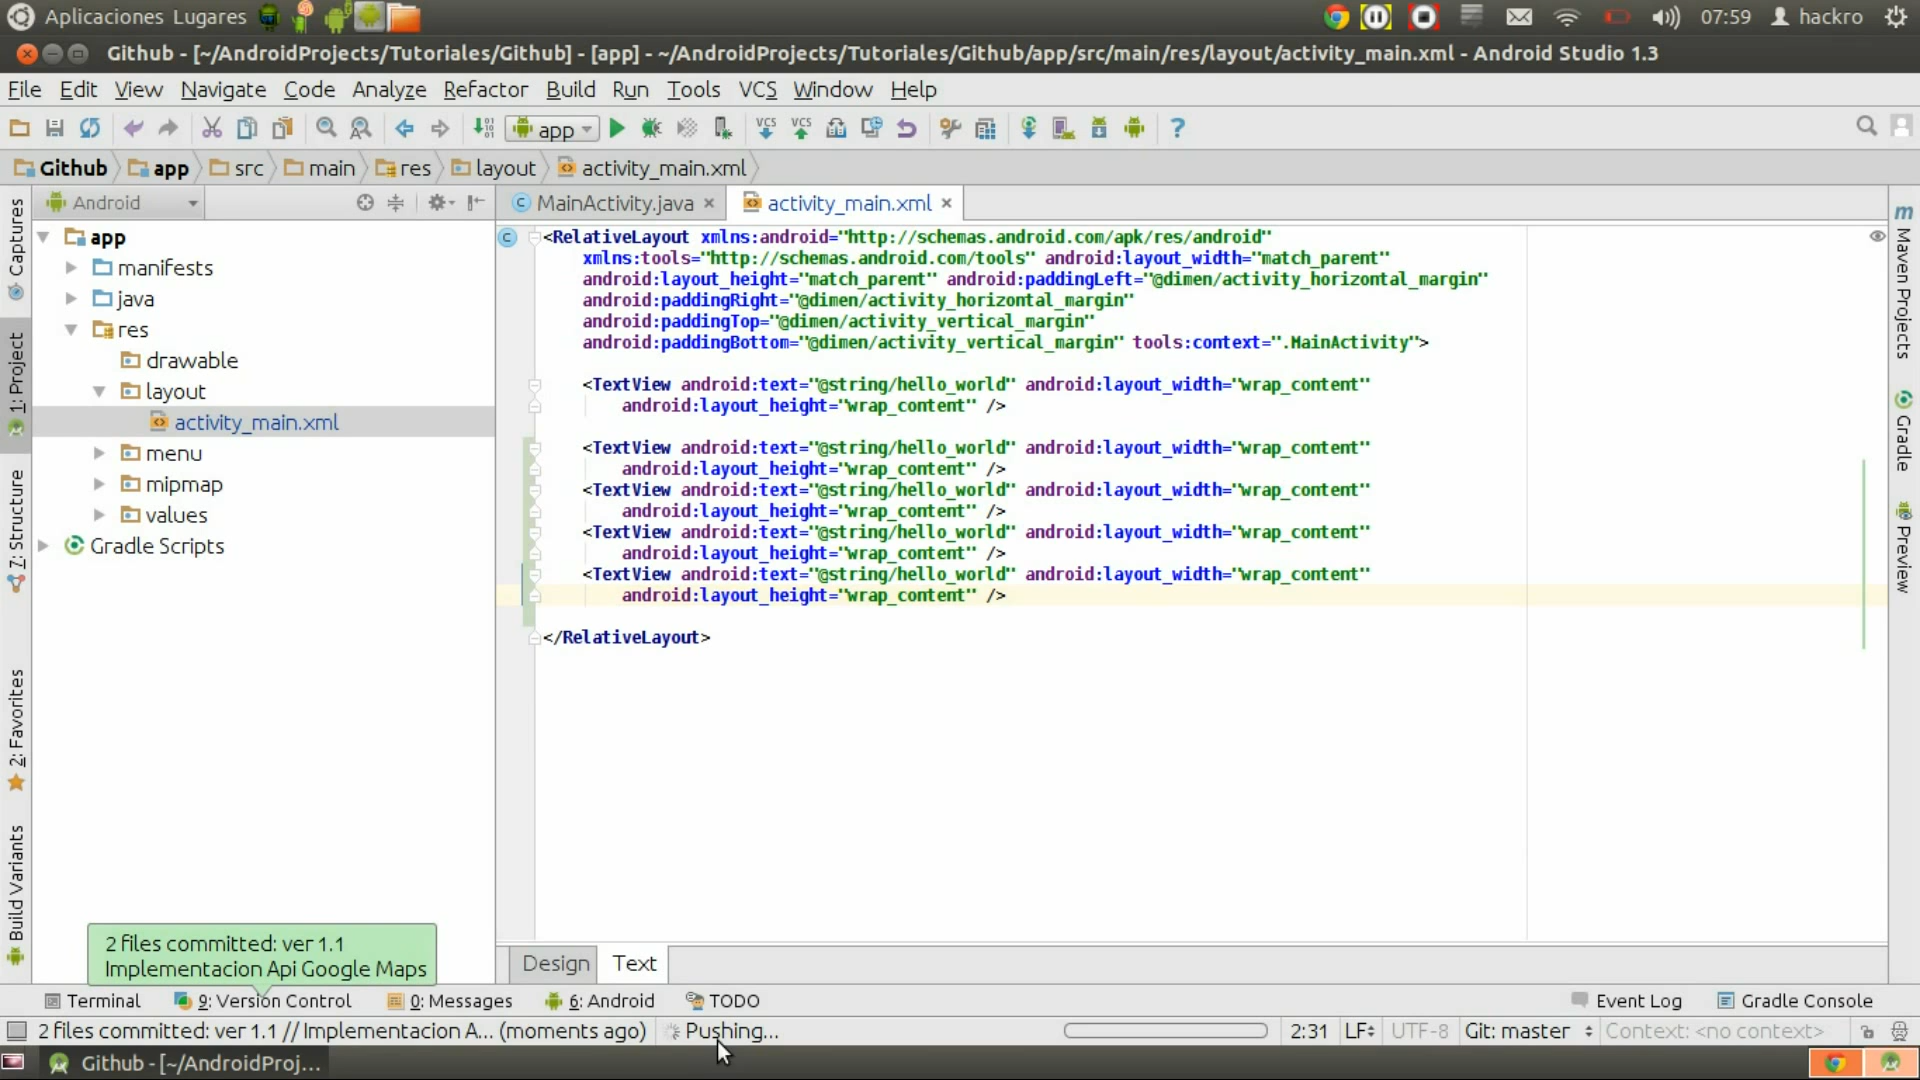 Aplicaciones Lugares
07:59 hackro
Github - [~/AndroidProjects/Tutoriales/Github] - [app] - ~/AndroidProjects/Tutoriales/Github/app/src/main/res/layout/activity_main.xml - Android Studio 1.3
File Edit View Navigate Code Analyze Refactor Build Run Tools VCS Window Help
app VCS VCS ?
Github app src main res layout activity_main.xml
Android
MainActivity.java activity_main.xml
app
manifests
java
res
drawable
layout
activity_main.xml
menu
mipmap
values
Gradle Scripts
Captures
1: Project
7: Structure
2: Favorites
Build Variants
<RelativeLayout xmlns:android="http://schemas.android.com/apk/res/android"
xmlns:tools="http://schemas.android.com/tools" android:layout_width="match_parent"
android:layout_height="match_parent" android:paddingLeft="@dimen/activity_horizontal_margin"
android:paddingRight="@dimen/activity_horizontal_margin"
android:paddingTop="@dimen/activity_vertical_margin"
android:paddingBottom="@dimen/activity_vertical_margin" tools:context=".MainActivity">
<TextView android:text="@string/hello_world" android:layout_width="wrap_content"
android:layout_height="wrap_content" />
<TextView android:text="@string/hello_world" android:layout_width="wrap_content"
android:layout_height="wrap_content" />
<TextView android:text="@string/hello_world" android:layout_width="wrap_content"
android:layout_height="wrap_content" />
<TextView android:text="@string/hello_world" android:layout_width="wrap_content"
android:layout_height="wrap_content" />
<TextView android:text="@string/hello_world" android:layout_width="wrap_content"
android:layout_height="wrap_content" />
</RelativeLayout>
m Maven Projects
Gradle
Preview
2 files committed: ver 1.1
Implementacion Api Google Maps
Design Text
Terminal 9: Version Control 0: Messages 6: Android TODO Event Log Gradle Console
2 files committed: ver 1.1 // Implementacion A... (moments ago) Pushing... 2:31 LF UTF-8 Git: master Context: <no context>
Github - [~/AndroidProj...